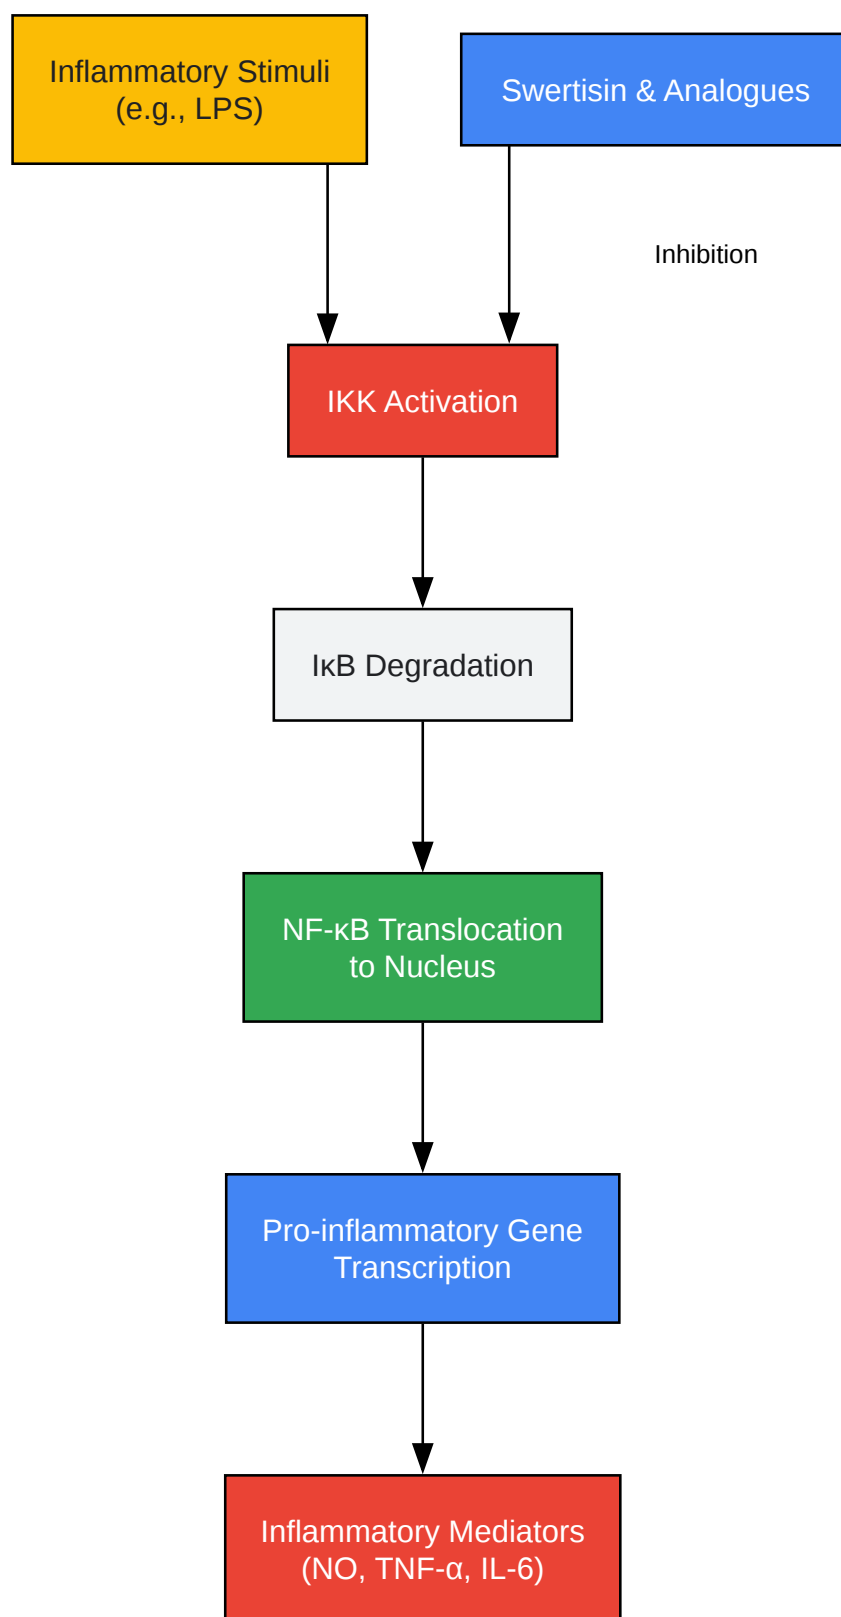 Inflammatory Stimuli
(e.g., LPS)
Swertisin & Analogues
Inhibition
IKK Activation
IκB Degradation
NF-κB Translocation
to Nucleus
Pro-inflammatory Gene
Transcription
Inflammatory Mediators
(NO, TNF-α, IL-6)